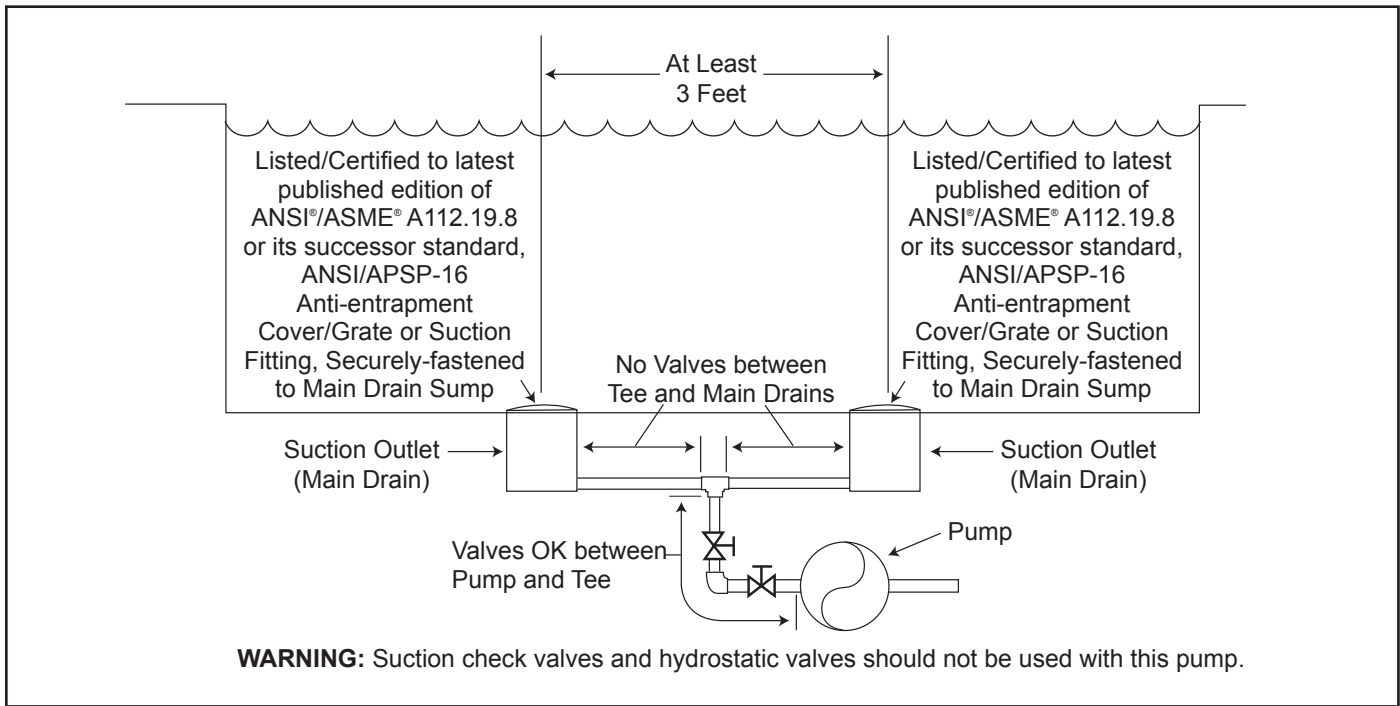 At Least
3 Feet
Listed/Certified to latest
published edition of
ANSI®/ASME® A112.19.8
or its successor standard,
ANSI/APSP-16
Anti-entrapment
Cover/Grate or Suction
Fitting, Securely-fastened
to Main Drain Sump
Listed/Certified to latest
published edition of
ANSI®/ASME® A112.19.8
or its successor standard,
ANSI/APSP-16
Anti-entrapment
Cover/Grate or Suction
Fitting, Securely-fastened
to Main Drain Sump
No Valves between
Tee and Main Drains
Suction Outlet
(Main Drain)
Suction Outlet
(Main Drain)
Valves OK between
Pump and Tee
Pump
WARNING: Suction check valves and hydrostatic valves should not be used with this pump.